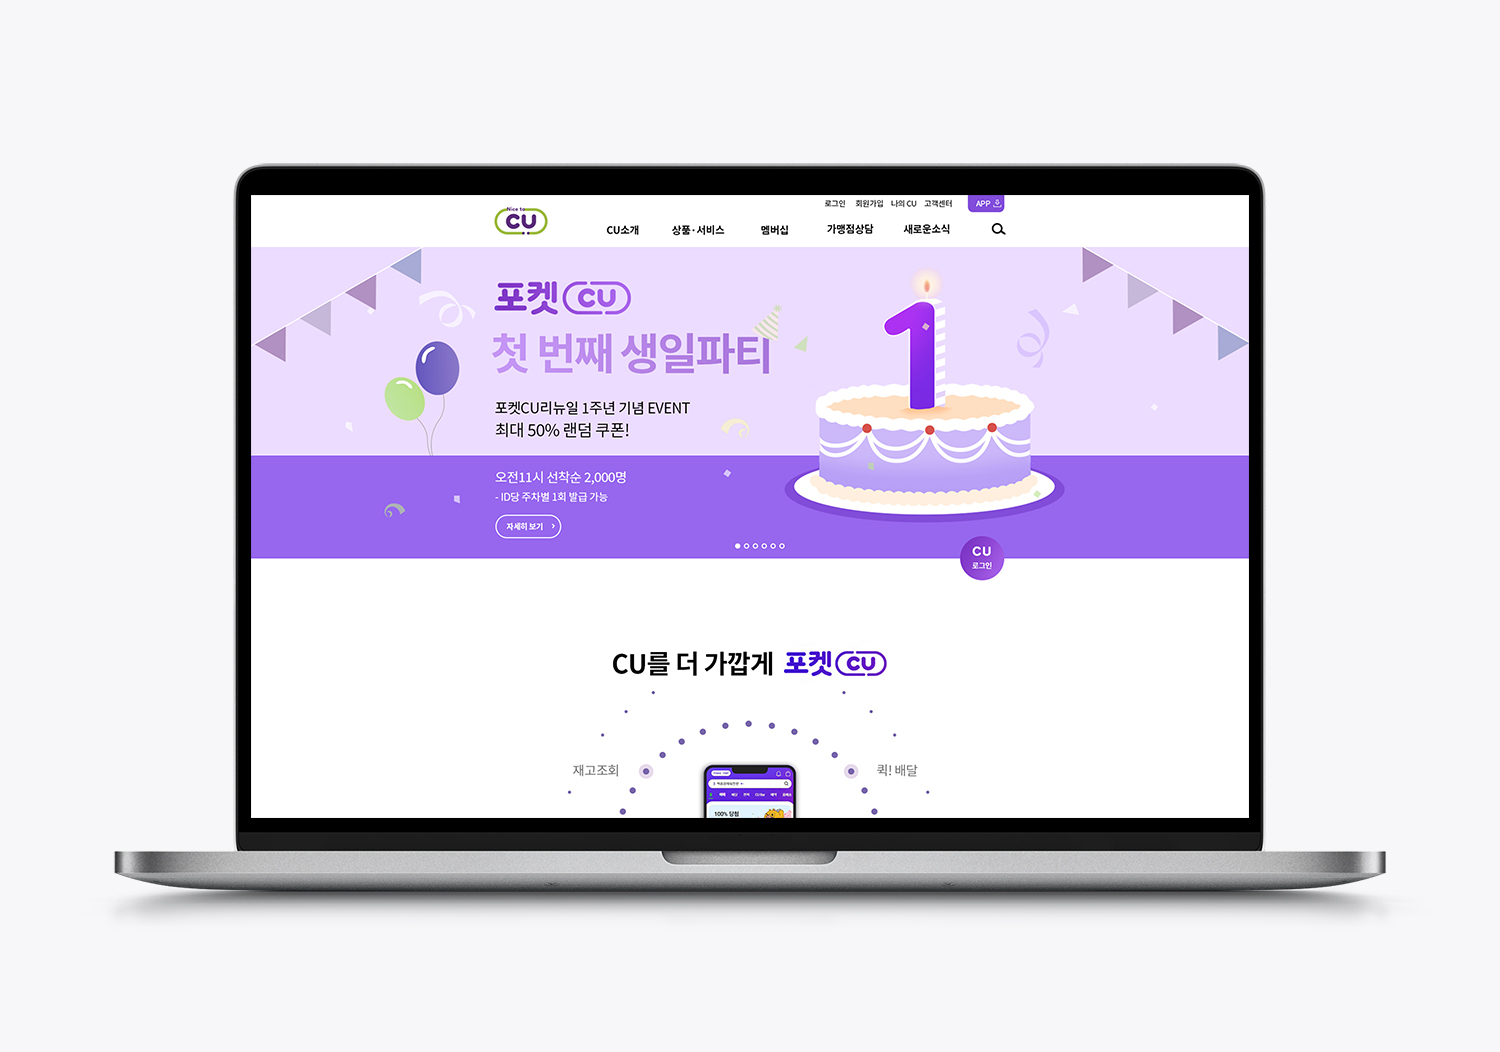 로그인 회원가입 나의 CU 고객센터 APP
Nice to
CU
CU소개 상품·서비스 멤버십 가맹점상담 새로운소식
포켓CU
첫 번째 생일파티
1
포켓CU리뉴얼 1주년 기념 EVENT
최대 50% 랜덤 쿠폰!
오전11시 선착순 2,000명
- ID당 주차별 1회 발급 가능
자세히 보기
CU
로그인
CU를 더 가깝게 포켓CU
재고조회
퀵! 배달
100% 당첨